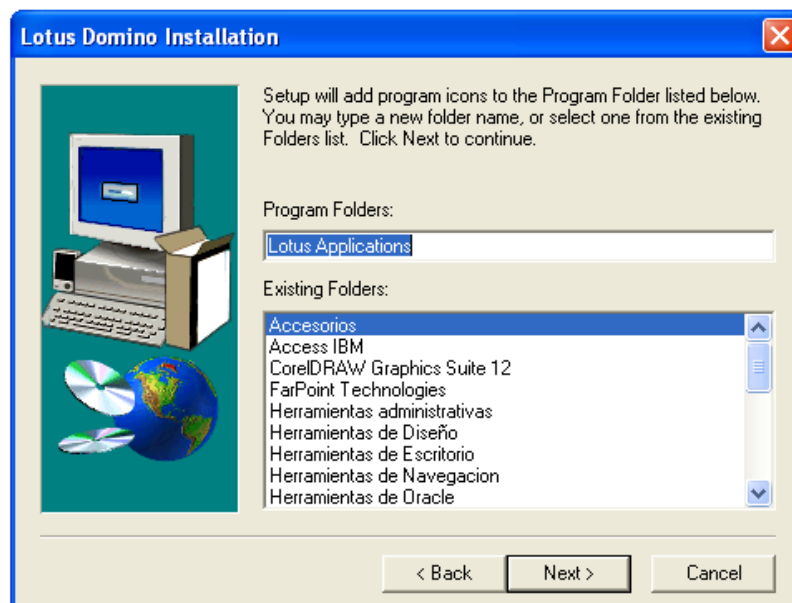 Lotus Domino Installation
Setup will add program icons to the Program Folder listed below.
You may type a new folder name, or select one from the existing
Folders list.  Click Next to continue.
Program Folders:
Lotus Applications
Existing Folders:
Accesorios
Access IBM
CorelDRAW Graphics Suite 12
FarPoint Technologies
Herramientas administrativas
Herramientas de Diseño
Herramientas de Escritorio
Herramientas de Navegacion
Herramientas de Oracle
< Back
Next >
Cancel